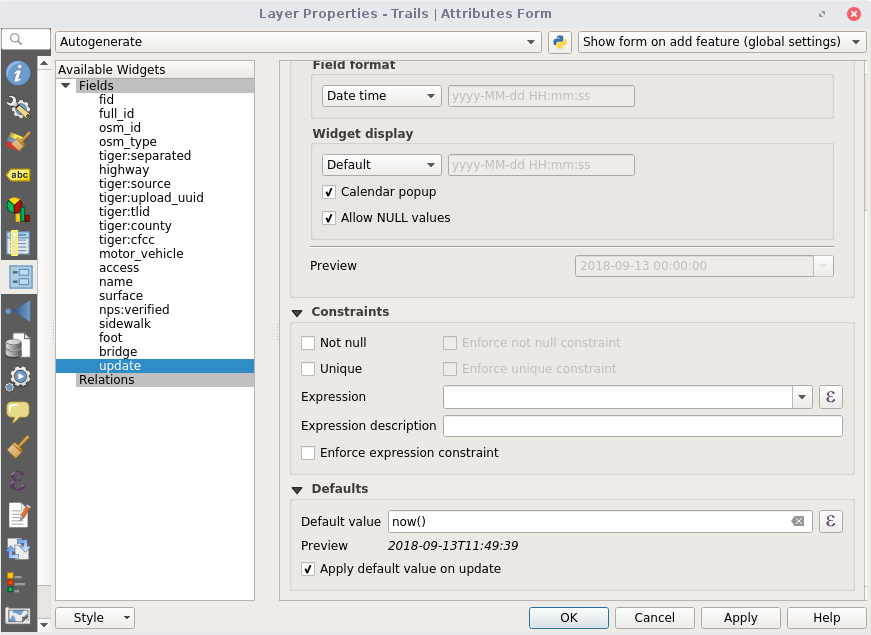 Layer Properties - Trails | Attributes Form
Autogenerate
Show form on add feature (global settings)
Available Widgets
Fields
fid
full_id
osm_id
osm_type
tiger:separated
highway
tiger:source
tiger:upload_uuid
tiger:tlid
tiger:county
tiger:cfcc
motor_vehicle
access
name
surface
nps:verified
sidewalk
foot
bridge
update
Relations
abc
Field format
Date time
yyyy-MM-dd HH:mm:ss
Widget display
Default
yyyy-MM-dd HH:mm:ss
Calendar popup
Allow NULL values
Preview
2018-09-13 00:00:00
Constraints
Not null
Enforce not null constraint
Unique
Enforce unique constraint
Expression
ε
Expression description
Enforce expression constraint
Defaults
Default value
now()
ε
Preview
2018-09-13T11:49:39
Apply default value on update
Style
OK
Cancel
Apply
Help